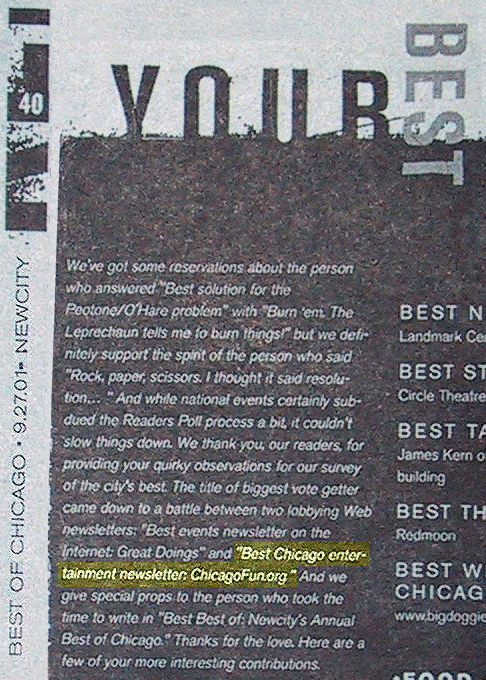 40
YOUR
BEST
BEST OF CHICAGO • 9.27.01 • NEWCITY
We've got some reservations about the person
who answered "Best solution for the
Peotone/O'Hare problem" with "Burn 'em. The
Leprechaun tells me to burn things!" but we defi-
nitely support the spirit of the person who said
"Rock, paper, scissors. I thought it said resolu-
tion... " And while national events certainly sub-
dued the Readers Poll process a bit, it couldn't
slow things down. We thank you, our readers, for
providing your quirky observations for our survey
of the city's best. The title of biggest vote getter
came down to a battle between two lobbying Web
newsletters: "Best events newsletter on the
Internet: Great Doings" and "Best Chicago enter-
tainment newsletter: ChicagoFun.org " And we
give special props to the person who took the
time to write in "Best Best of: Newcity's Annual
Best of Chicago." Thanks for the love. Here are a
few of your more interesting contributions.
BEST N
Landmark Ce
BEST ST
Circle Theatre
BEST TA
James Kern o
building
BEST TH
Redmoon
BEST W
CHICAG
www.bigdoggie
•FOOD